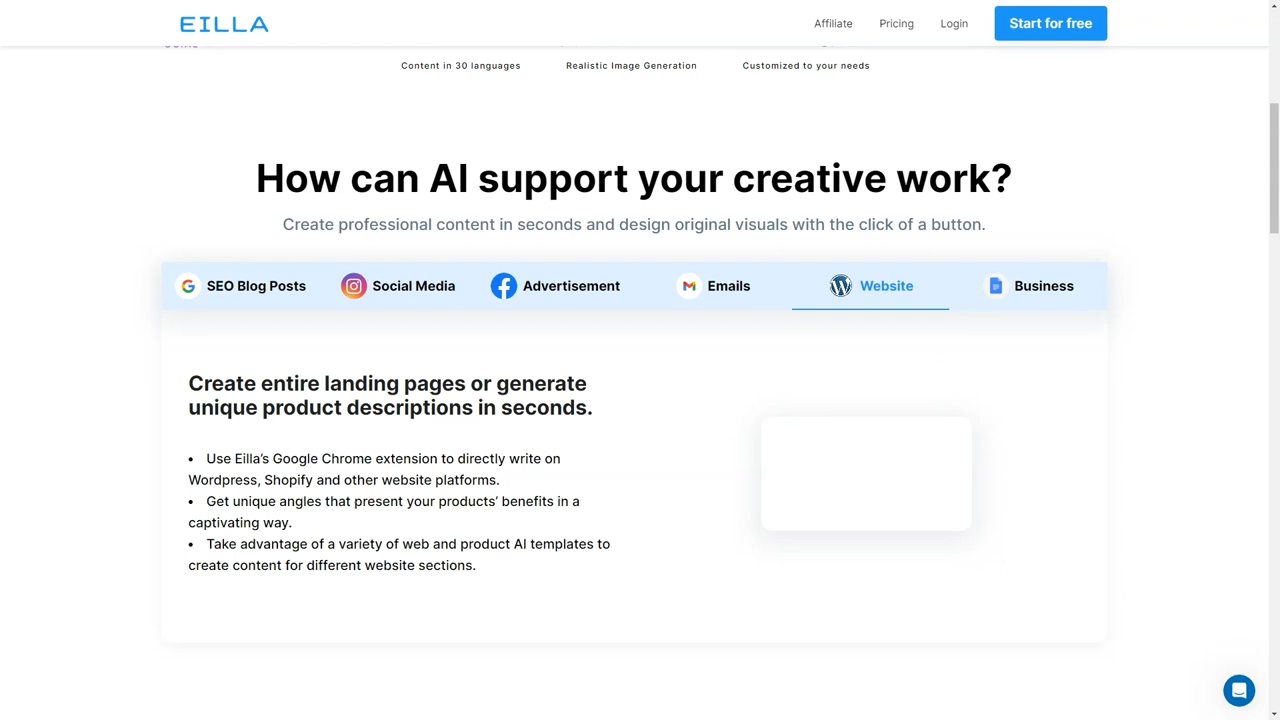 EILLA
Affiliate
Pricing
Login
Start for free
Content in 30 languages
Realistic Image Generation
Customized to your needs
How can AI support your creative work?
Create professional content in seconds and design original visuals with the click of a button.
SEO Blog Posts
Social Media
Advertisement
Emails
Website
Business
Create entire landing pages or generate
unique product descriptions in seconds.
• Use Eilla’s Google Chrome extension to directly write on
Wordpress, Shopify and other website platforms.
• Get unique angles that present your products’ benefits in a
captivating way.
• Take advantage of a variety of web and product AI templates to
create content for different website sections.